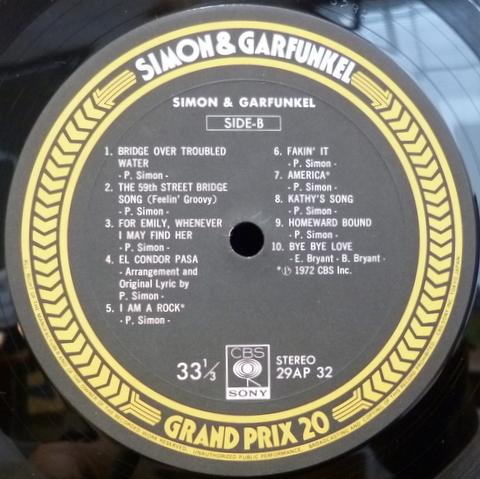 SIMON & GARFUNKEL
SIMON & GARFUNKEL
SIDE-B
1. BRIDGE OVER TROUBLED
WATER
- P. Simon -
2. THE 59th STREET BRIDGE
SONG (Feelin' Groovy)
- P. Simon -
3. FOR EMILY, WHENEVER
I MAY FIND HER
- P. Simon -
4. EL CONDOR PASA
- Arrangement and
Original Lyric by
P. Simon -
5. I AM A ROCK*
- P. Simon -
6. FAKIN' IT
- P. Simon -
7. AMERICA*
- P. Simon -
8. KATHY'S SONG
- P. Simon -
9. HOMEWARD BOUND
- P. Simon -
10. BYE BYE LOVE
- E. Bryant - B. Bryant -
*℗ 1972 CBS Inc.
33⅓
CBS
SONY
STEREO
29AP 32
GRAND PRIX 20